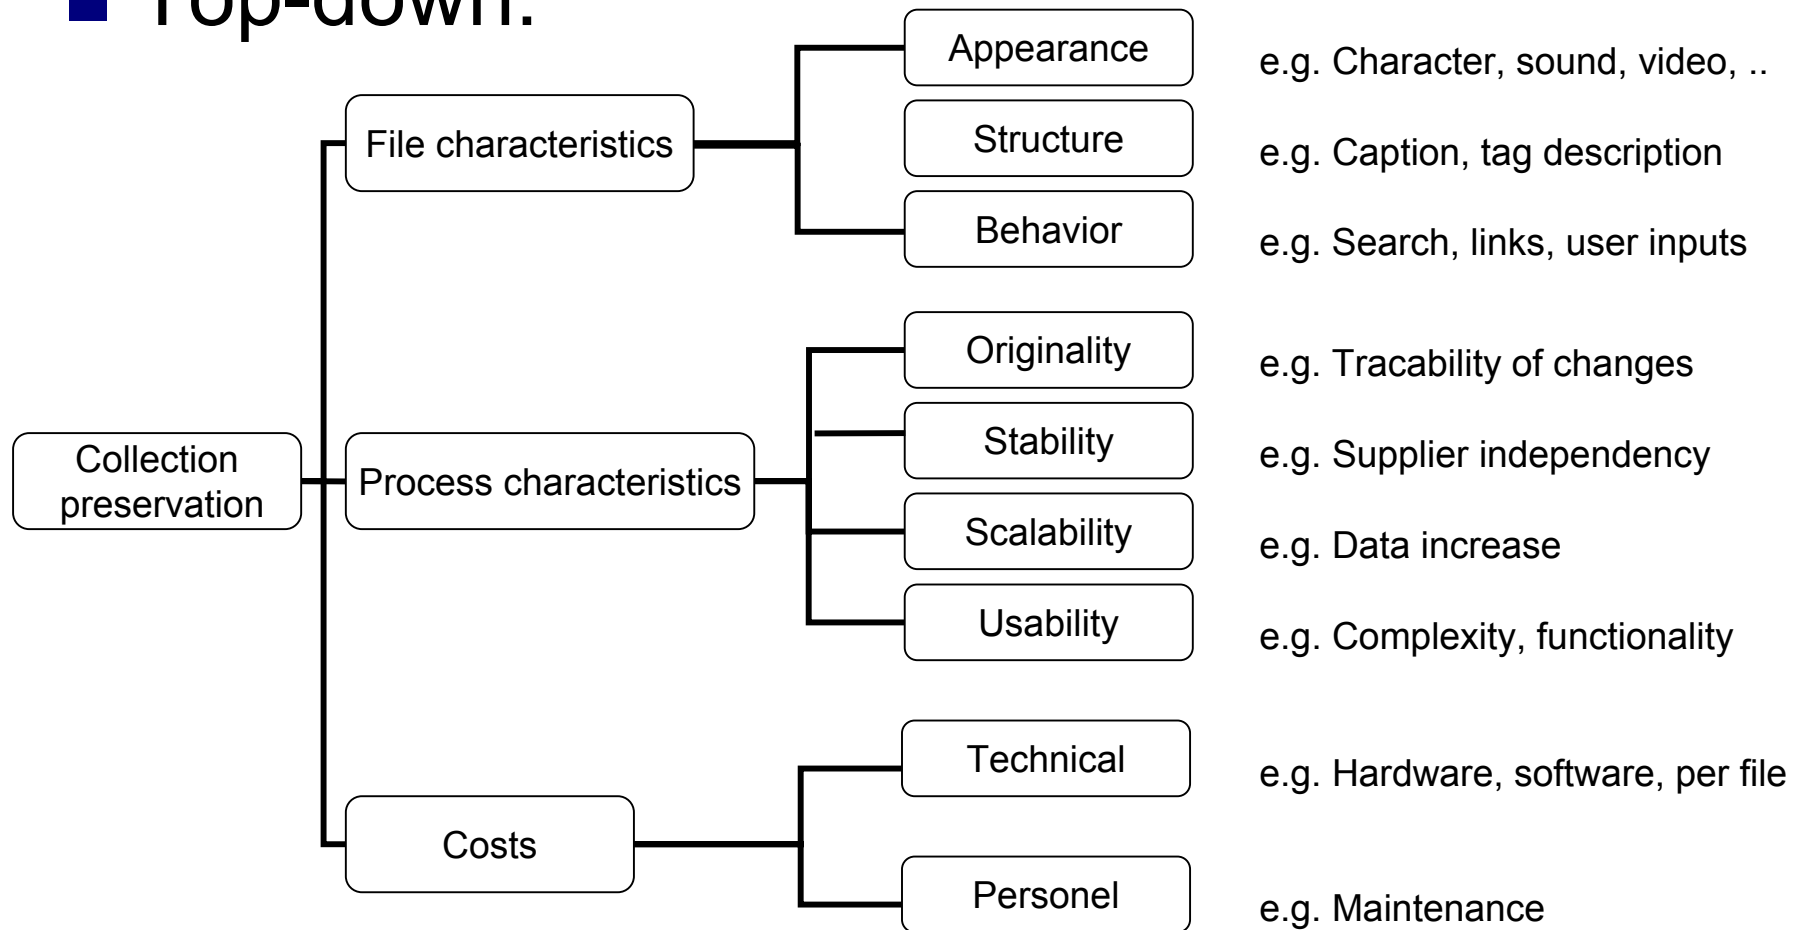 Top-down:
Appearance
e.g. Character, sound, video, ..
File characteristics
Structure
e.g. Caption, tag description
Behavior
e.g. Search, links, user inputs
Originality
e.g. Tracability of changes
Collection
preservation
Process characteristics
Stability
e.g. Supplier independency
Scalability
e.g. Data increase
Usability
e.g. Complexity, functionality
Technical
e.g. Hardware, software, per file
Costs
Personel
e.g. Maintenance